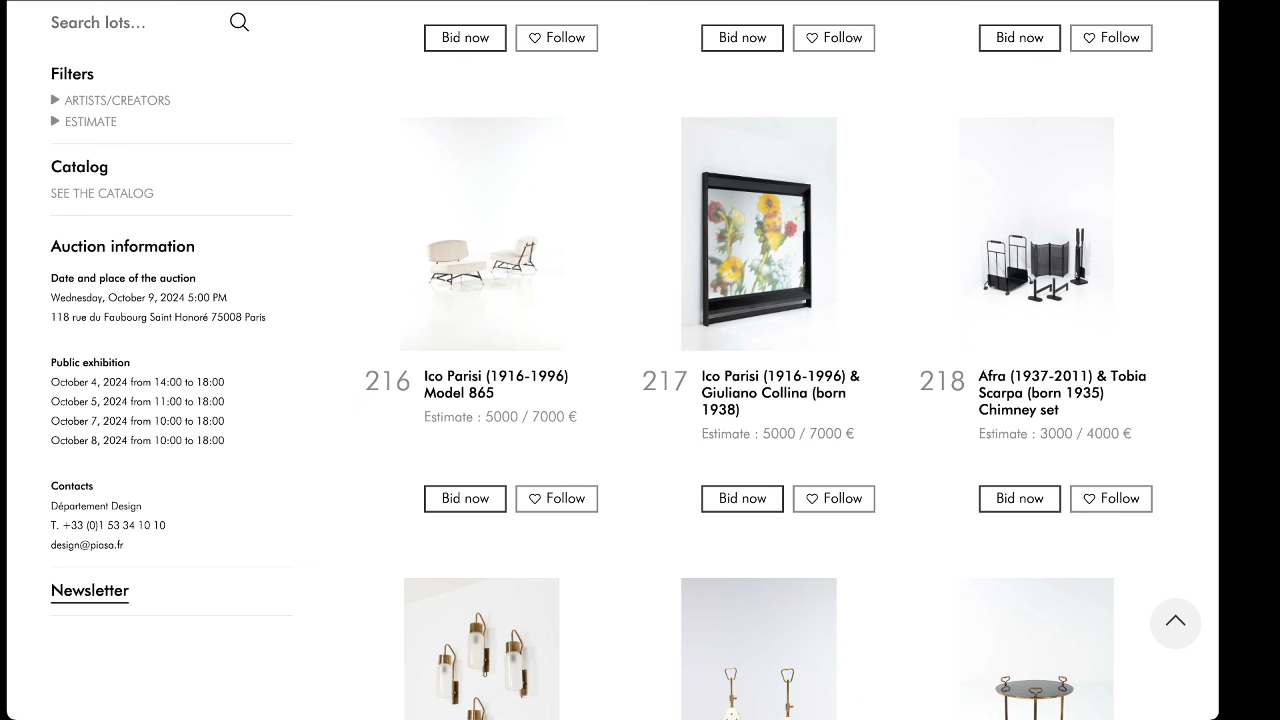 Search lots...
Bid now
Follow
Bid now
Follow
Bid now
Follow
Filters
ARTISTS/CREATORS
ESTIMATE
Catalog
SEE THE CATALOG
Auction information
Date and place of the auction
Wednesday, October 9, 2024 5:00 PM
118 rue du Faubourg Saint Honoré 75008 Paris
Public exhibition
October 4, 2024 from 14:00 to 18:00
October 5, 2024 from 11:00 to 18:00
October 7, 2024 from 10:00 to 18:00
October 8, 2024 from 10:00 to 18:00
Contacts
Département Design
T. +33 (0)1 53 34 10 10
design@piasa.fr
Newsletter
216
Ico Parisi (1916-1996)
Model 865
Estimate : 5000 / 7000 €
217
Ico Parisi (1916-1996) &
Giuliano Collina (born
1938)
Estimate : 5000 / 7000 €
218
Afra (1937-2011) & Tobia
Scarpa (born 1935)
Chimney set
Estimate : 3000 / 4000 €
Bid now
Follow
Bid now
Follow
Bid now
Follow